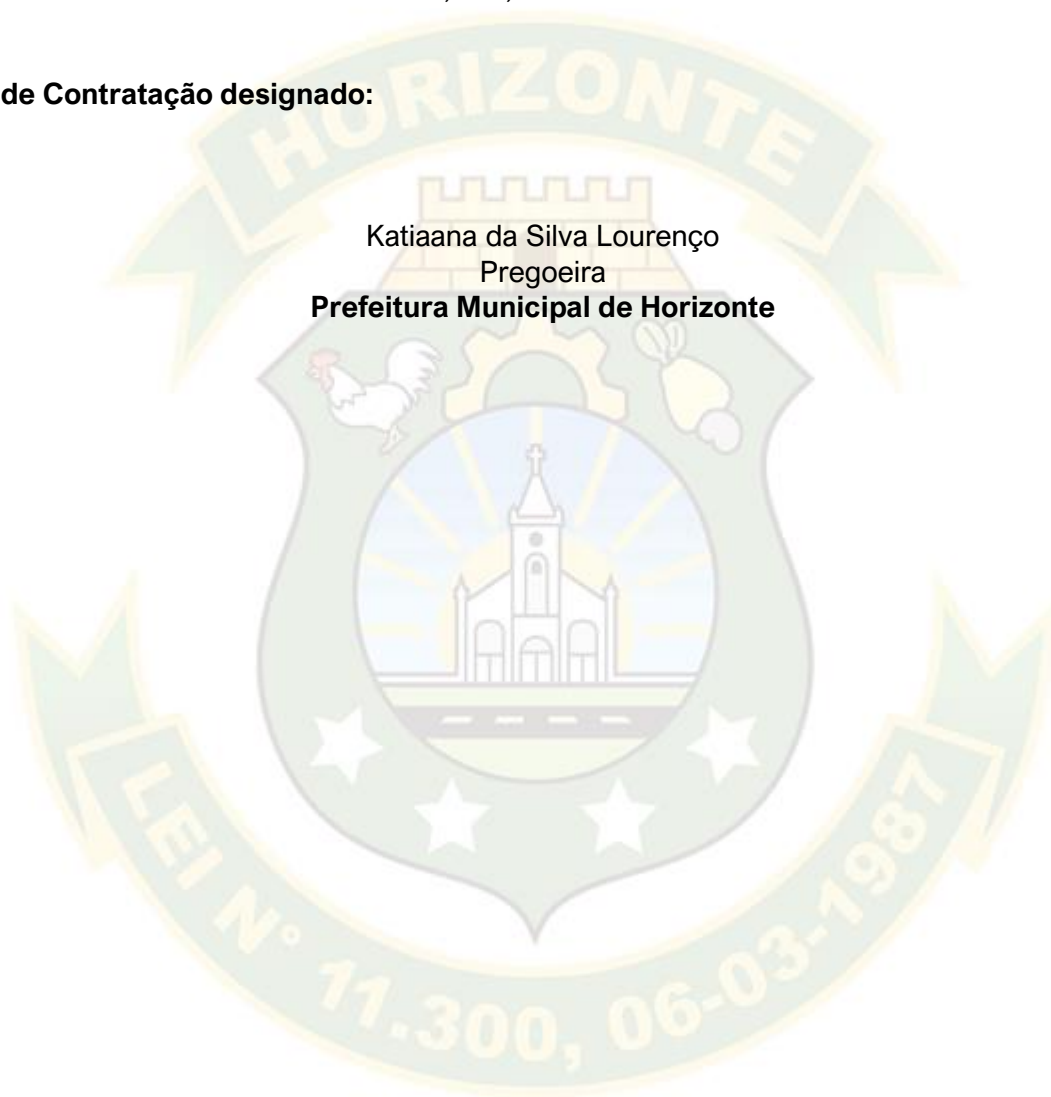 de Contratação designado:
Katiaana da Silva Lourenço
Pregoeira
Prefeitura Municipal de Horizonte
HORIZONTE
LEI Nº 11.300, 06-03-1987